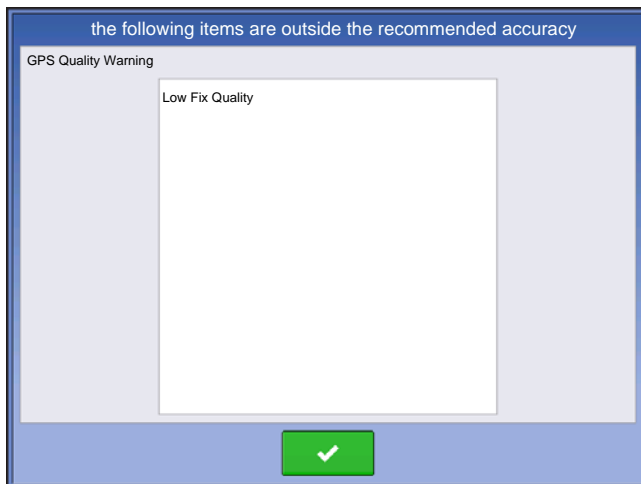 the following items are outside the recommended accuracy
GPS Quality Warning
Low Fix Quality